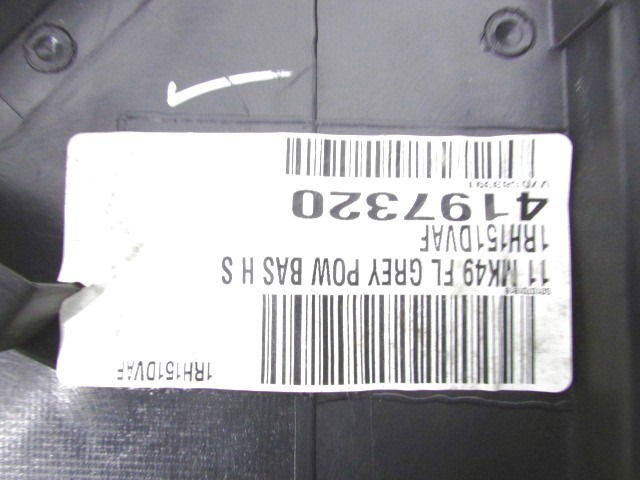 1RH151DVAF
11 MK49 FL GREY POW BAS H S
1RH151DVAF
4197320